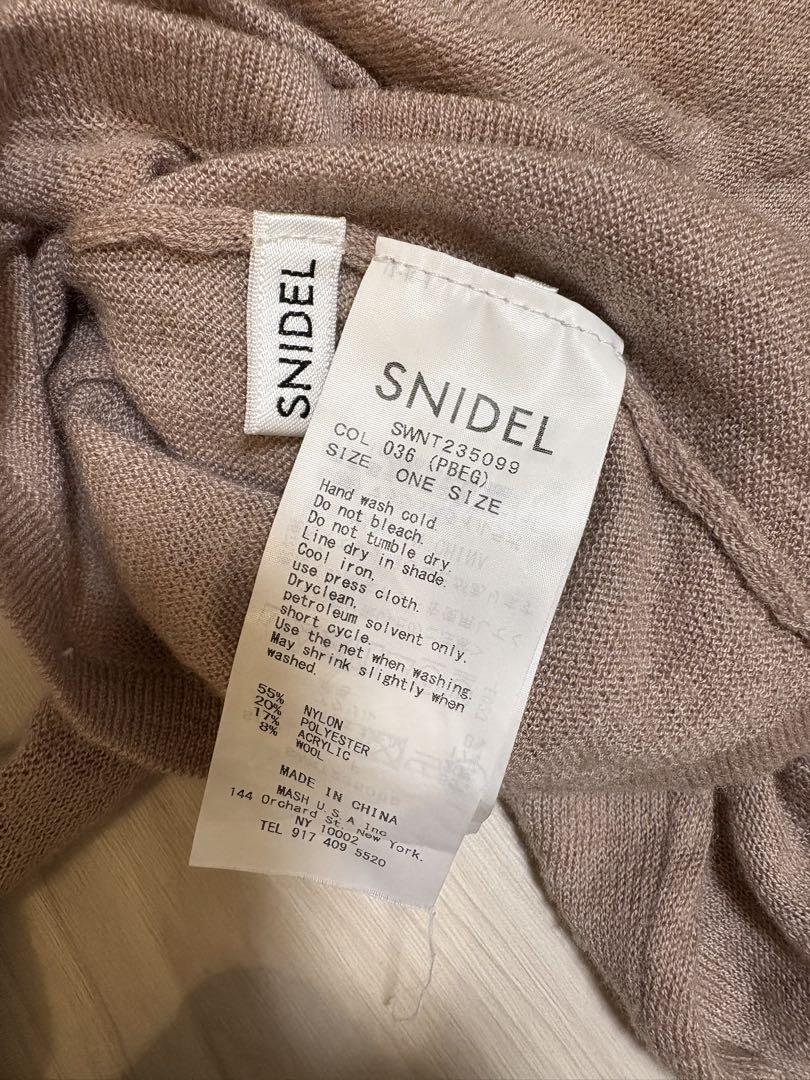 SNIDEL
SNIDEL
SWNT235099
COL 036 (PBEG)
SIZE ONE SIZE
Hand wash cold.
Do not bleach.
Do not tumble dry.
Line dry in shade.
Cool iron.
use press cloth.
Dryclean.
petroleum solvent only.
short cycle.
Use the net when washing.
May shrink slightly when
washed.
55% NYLON
20% POLYESTER
17% ACRYLIC
8% WOOL
MADE IN CHINA
MASH U.S.A Inc
144 Orchard St. New York.
NY 10002
TEL 917 409 5520